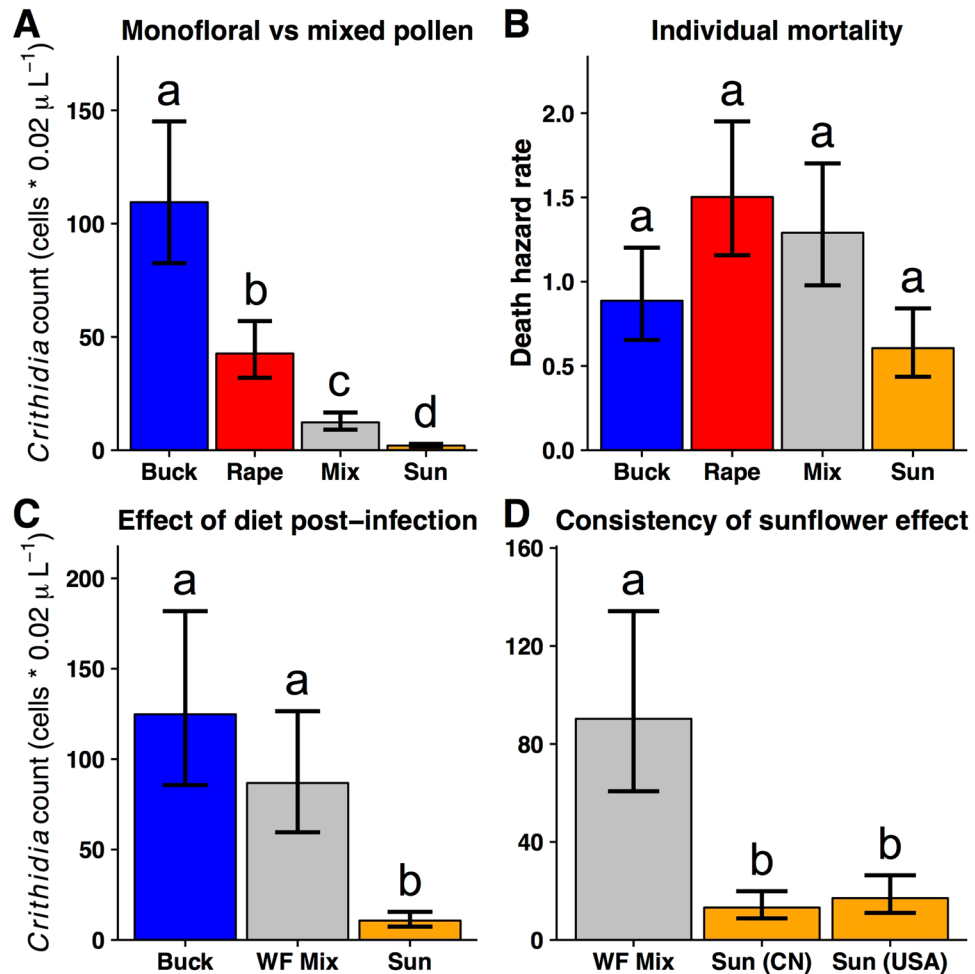 A Monofloral vs mixed pollen
Crithidia count (cells * 0.02 μ L−1)
150
100
50
0
a
b
c
d
Buck Rape Mix Sun
B Individual mortality
Death hazard rate
2.0
1.5
1.0
0.5
0.0
a
a
a
a
Buck Rape Mix Sun
C Effect of diet post−infection
Crithidia count (cells * 0.02 μ L−1)
200
150
100
50
0
a
a
b
Buck WF Mix Sun
D Consistency of sunflower effect
160
120
80
40
0
a
b
b
WF Mix Sun (CN) Sun (USA)